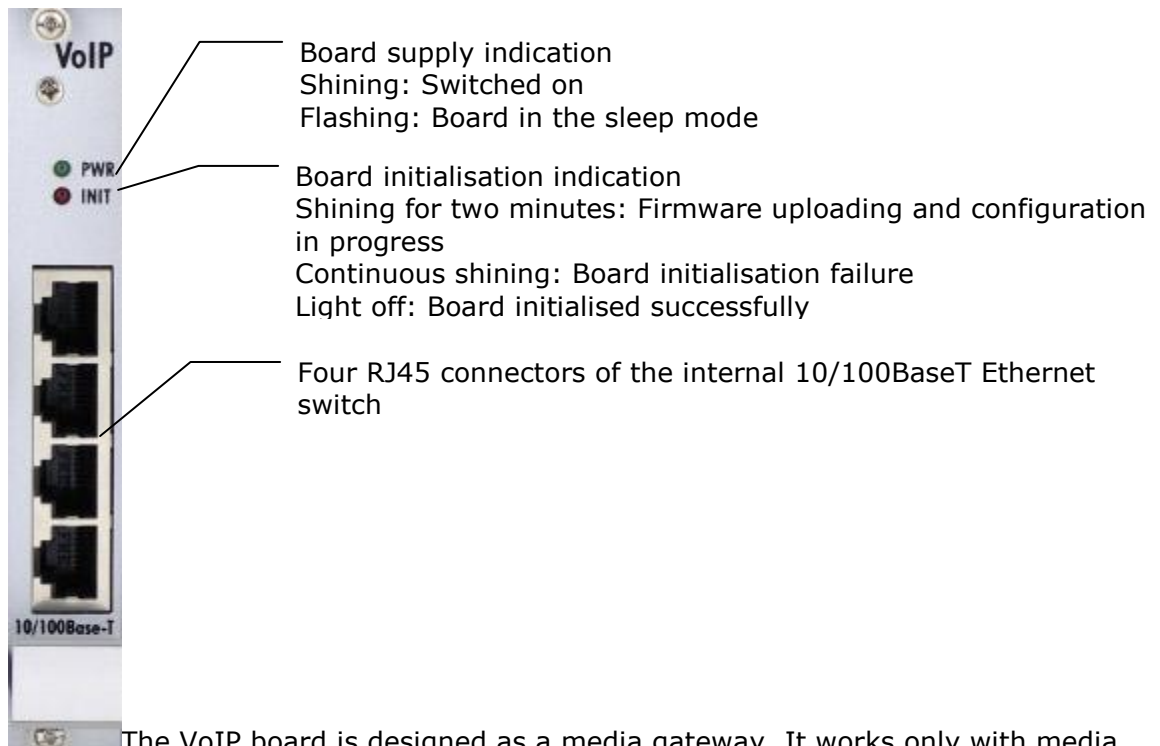 VoIP
Board supply indication
Shining: Switched on
Flashing: Board in the sleep mode
PWR
INIT
Board initialisation indication
Shining for two minutes: Firmware uploading and configuration
in progress
Continuous shining: Board initialisation failure
Light off: Board initialised successfully
Four RJ45 connectors of the internal 10/100BaseT Ethernet
switch
10/100Base-T
The VoIP board is designed as a media gateway. It works only with media